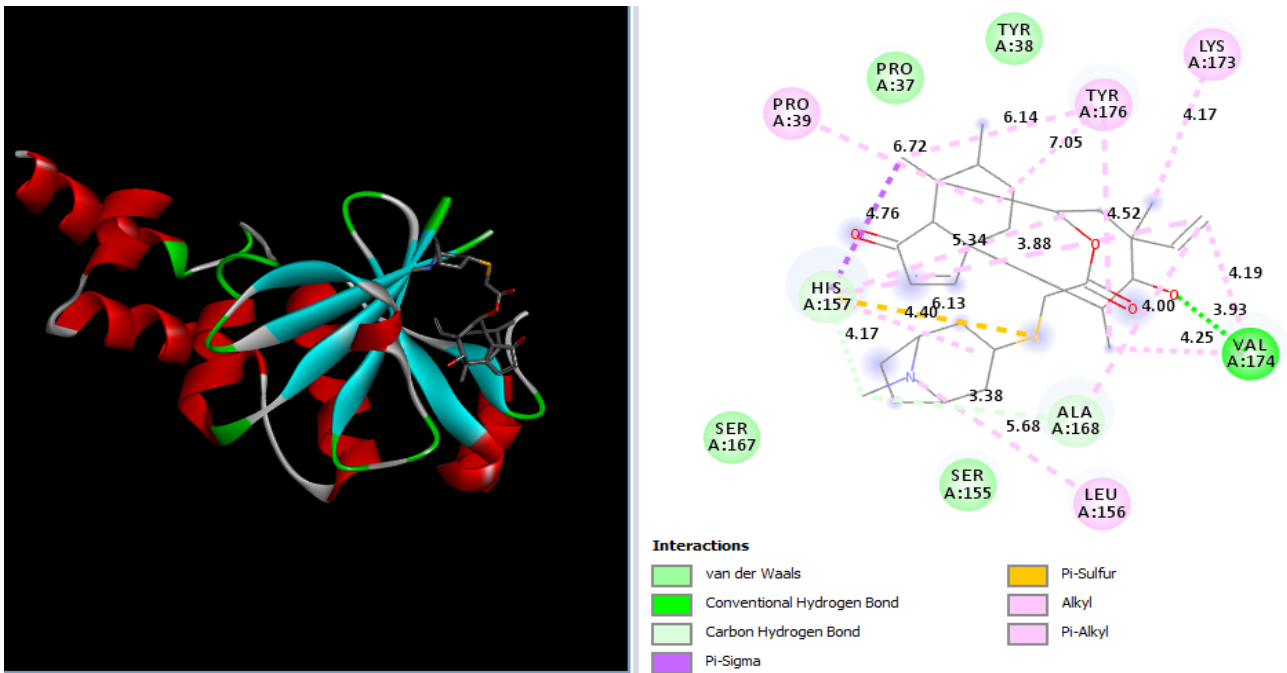 TYR
A:38
LYS
A:173
PRO
A:37
TYR
A:176
PRO
A:39
6.14
4.17
6.72
7.05
4.76
4.52
O
5.34
3.88
O
4.19
HIS
A:157
6.13
O
4.00
O
4.40
3.93
4.17
S
4.25
VAL
A:174
N
3.38
ALA
A:168
SER
A:167
5.68
SER
A:155
LEU
A:156
Interactions
van der Waals
Conventional Hydrogen Bond
Carbon Hydrogen Bond
Pi-Sigma
Pi-Sulfur
Alkyl
Pi-Alkyl